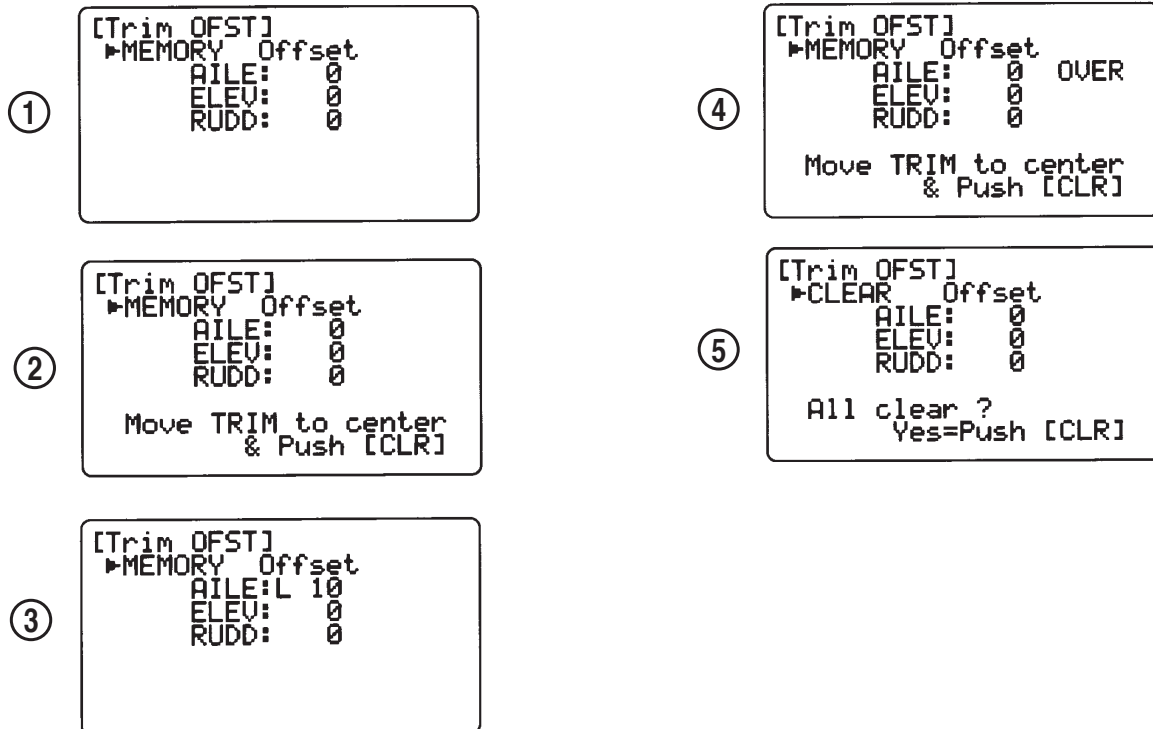 ①
[Trim OFST]
►MEMORY Offset
AILE: 0
ELEV: 0
RUDD: 0
②
[Trim OFST]
►MEMORY Offset
AILE: 0
ELEV: 0
RUDD: 0
Move TRIM to center
& Push [CLR]
③
[Trim OFST]
►MEMORY Offset
AILE:L 10
ELEV: 0
RUDD: 0
④
[Trim OFST]
►MEMORY Offset
AILE: 0 OVER
ELEV: 0
RUDD: 0
Move TRIM to center
& Push [CLR]
⑤
[Trim OFST]
►CLEAR Offset
AILE: 0
ELEV: 0
RUDD: 0
All clear ?
Yes=Push [CLR]